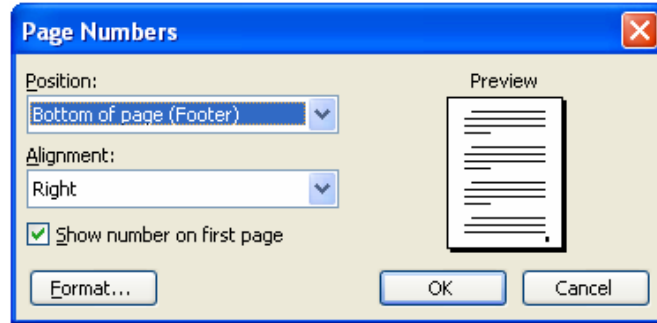 Page Numbers
Position:
Preview
Bottom of page (Footer)
Alignment:
Right
Show number on first page
Format...
OK
Cancel